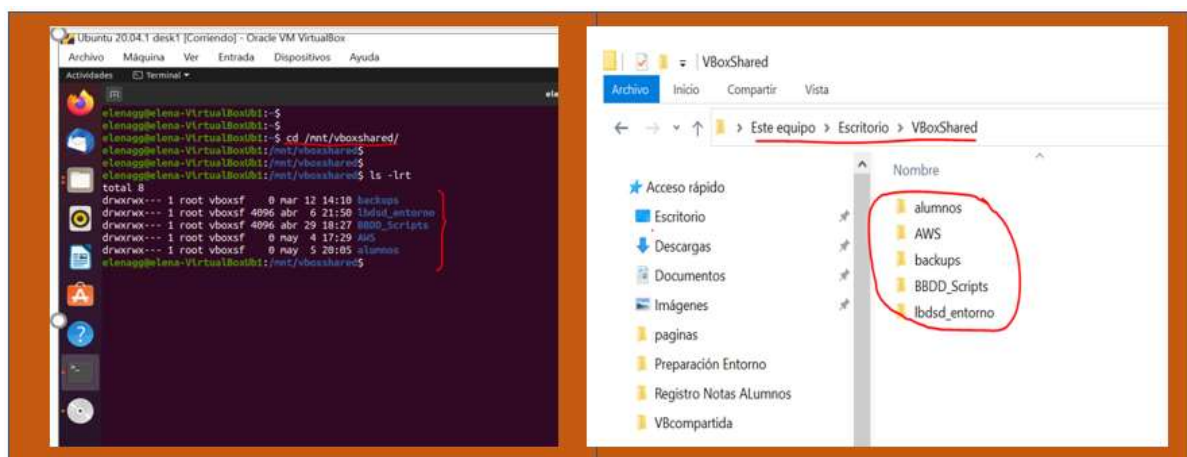 Ubuntu 20.04.1 desk1 [Corriendo] - Oracle VM VirtualBox
Archivo Máquina Ver Entrada Dispositivos Ayuda
Actividades Terminal
ele
elenagg@elena-VirtualBoxUb1:~$
elenagg@elena-VirtualBoxUb1:~$
elenagg@elena-VirtualBoxUb1:~$ cd /mnt/vboxshared/
elenagg@elena-VirtualBoxUb1:/mnt/vboxshared$
elenagg@elena-VirtualBoxUb1:/mnt/vboxshared$
elenagg@elena-VirtualBoxUb1:/mnt/vboxshared$ ls -lrt
total 8
drwxrwx--- 1 root vboxsf 0 mar 12 14:10 backups
drwxrwx--- 1 root vboxsf 4096 abr 6 21:50 lbdsd_entorno
drwxrwx--- 1 root vboxsf 4096 abr 29 18:27 BBDD_Scripts
drwxrwx--- 1 root vboxsf 0 may 4 17:29 AWS
drwxrwx--- 1 root vboxsf 0 may 5 20:05 alumnos
elenagg@elena-VirtualBoxUb1:/mnt/vboxshared$
VBoxShared
Archivo Inicio Compartir Vista
Este equipo > Escritorio > VBoxShared
Nombre
Acceso rápido
Escritorio
Descargas
Documentos
Imágenes
paginas
Preparación Entorno
Registro Notas ALumnos
VBcompartida
alumnos
AWS
backups
BBDD_Scripts
lbdsd_entorno